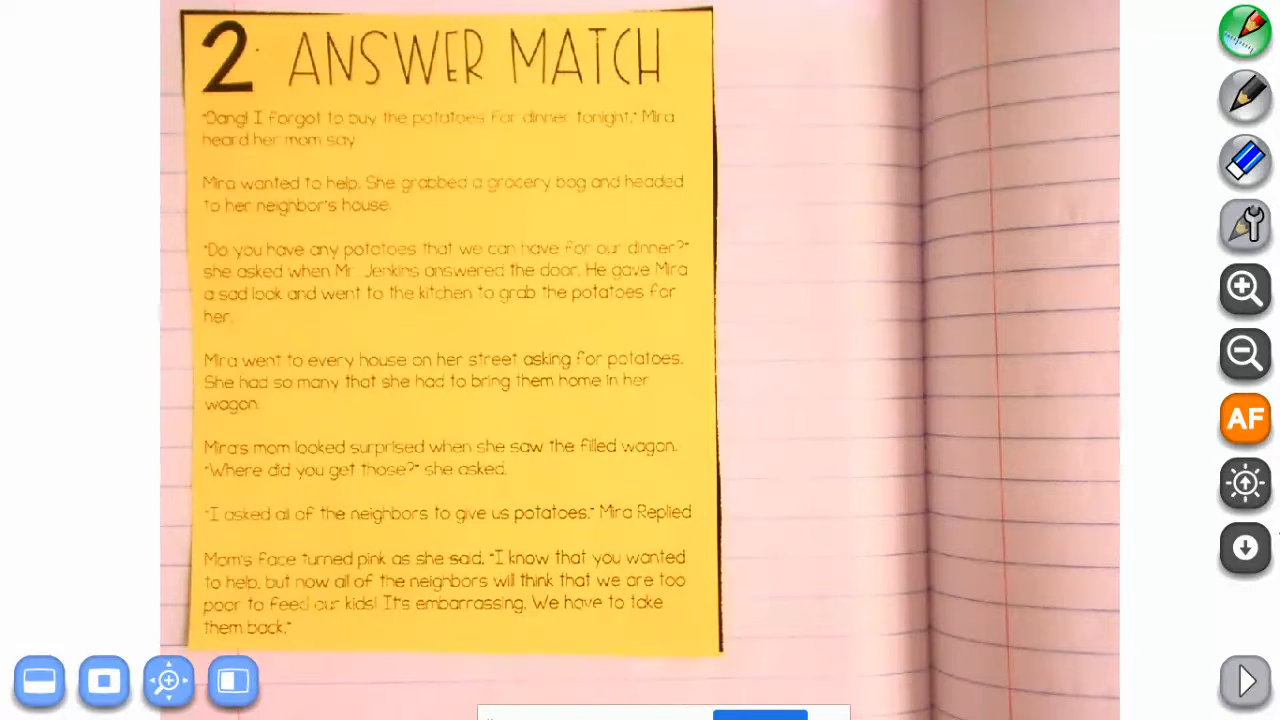 2 ANSWER MATCH
"Dang! I forgot to buy the potatoes for dinner tonight," Mira
heard her mom say
Mira wanted to help. She grabbed a grocery bag and headed
to her neighbor's house.
"Do you have any potatoes that we can have for our dinner?"
she asked when Mr. Jenkins answered the door. He gave Mira
a sad look and went to the kitchen to grab the potatoes for
her.
Mira went to every house on her street asking for potatoes.
She had so many that she had to bring them home in her
wagon.
Mira's mom looked surprised when she saw the filled wagon.
"Where did you get those?" she asked.
"I asked all of the neighbors to give us potatoes." Mira Replied
Mom's face turned pink as she said, "I know that you wanted
to help, but now all of the neighbors will think that we are too
poor to feed our kids! It's embarrassing. We have to take
them back."
AF